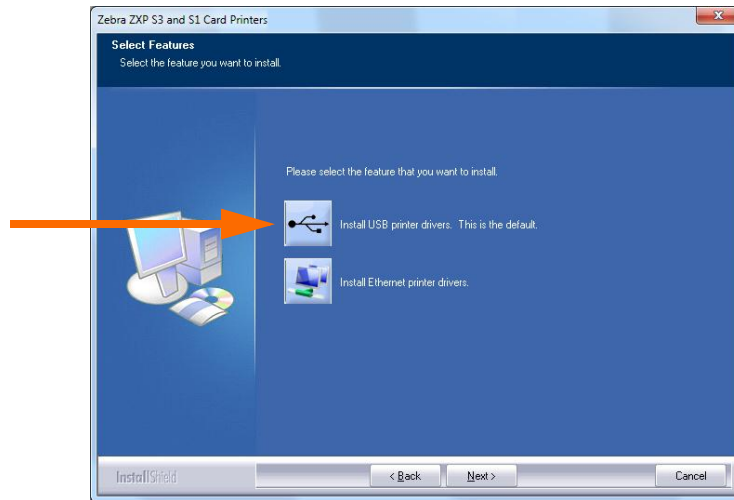 Zebra ZXP S3 and S1 Card Printers
Select Features
Select the feature you want to install.
Please select the feature that you want to install.
Install USB printer drivers. This is the default.
Install Ethernet printer drivers.
InstallShield
< Back
Next >
Cancel